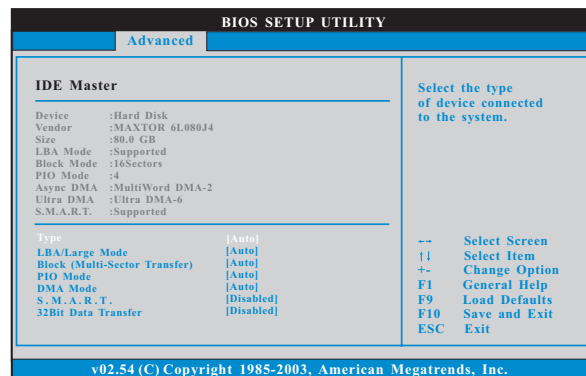 BIOS SETUP UTILITY
Advanced
IDE Master
Device :Hard Disk
Vendor :MAXTOR 6L080J4
Size :80.0 GB
LBA Mode :Supported
Block Mode :16Sectors
PIO Mode :4
Async DMA :MultiWord DMA-2
Ultra DMA :Ultra DMA-6
S.M.A.R.T. :Supported
Type [Auto]
LBA/Large Mode [Auto]
Block (Multi-Sector Transfer) [Auto]
PIO Mode [Auto]
DMA Mode [Auto]
S.M.A.R.T. [Disabled]
32Bit Data Transfer [Disabled]
Select the type
of device connected
to the system.
←→ Select Screen
↑↓ Select Item
+- Change Option
F1 General Help
F9 Load Defaults
F10 Save and Exit
ESC Exit
v02.54 (C) Copyright 1985-2003, American Megatrends, Inc.